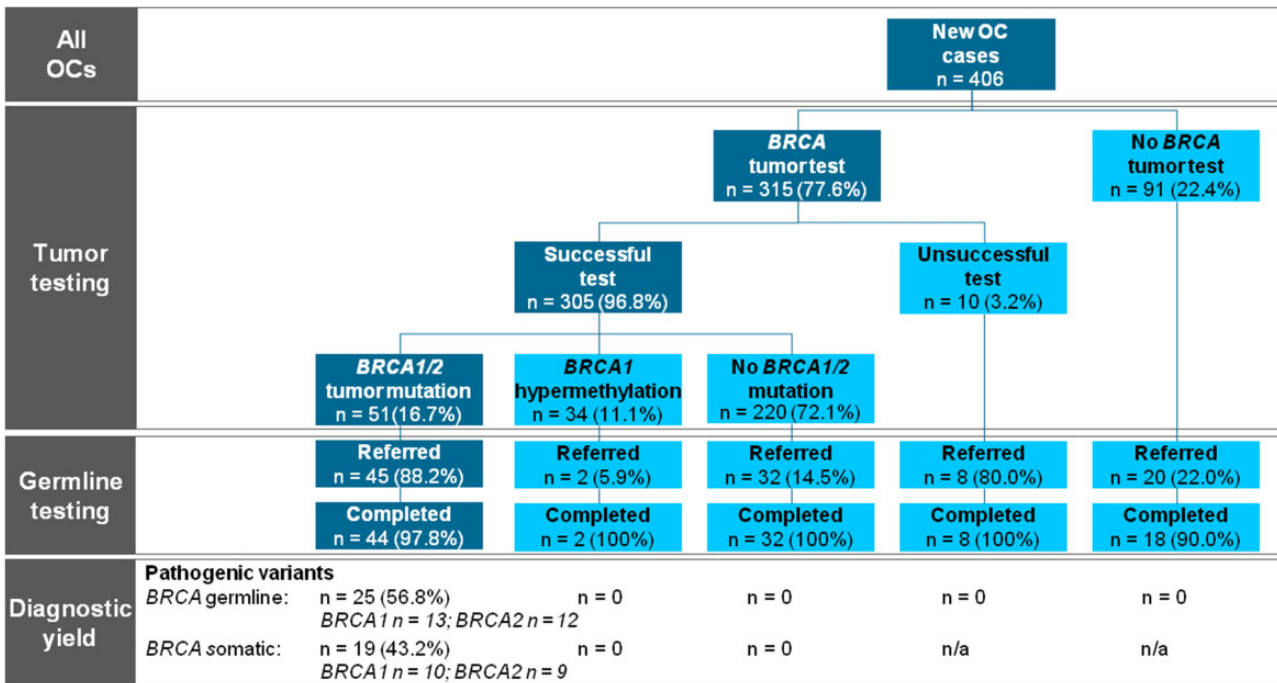 All
OCs
New OC
cases
n = 406
Tumor
testing
BRCA
tumor test
n = 315 (77.6%)
No BRCA
tumor test
n = 91 (22.4%)
Successful
test
n = 305 (96.8%)
Unsuccessful
test
n = 10 (3.2%)
BRCA1/2
tumor mutation
n = 51 (16.7%)
BRCA1
hypermethylation
n = 34 (11.1%)
No BRCA1/2
mutation
n = 220 (72.1%)
Germline
testing
Referred
n = 45 (88.2%)
Referred
n = 2 (5.9%)
Referred
n = 32 (14.5%)
Referred
n = 8 (80.0%)
Referred
n = 20 (22.0%)
Completed
n = 44 (97.8%)
Completed
n = 2 (100%)
Completed
n = 32 (100%)
Completed
n = 8 (100%)
Completed
n = 18 (90.0%)
Diagnostic
yield
Pathogenic variants
BRCA germline: n = 25 (56.8%) n = 0 n = 0 n = 0 n = 0
BRCA1 n = 13; BRCA2 n = 12
BRCA somatic: n = 19 (43.2%) n = 0 n = 0 n/a n/a
BRCA1 n = 10; BRCA2 n = 9